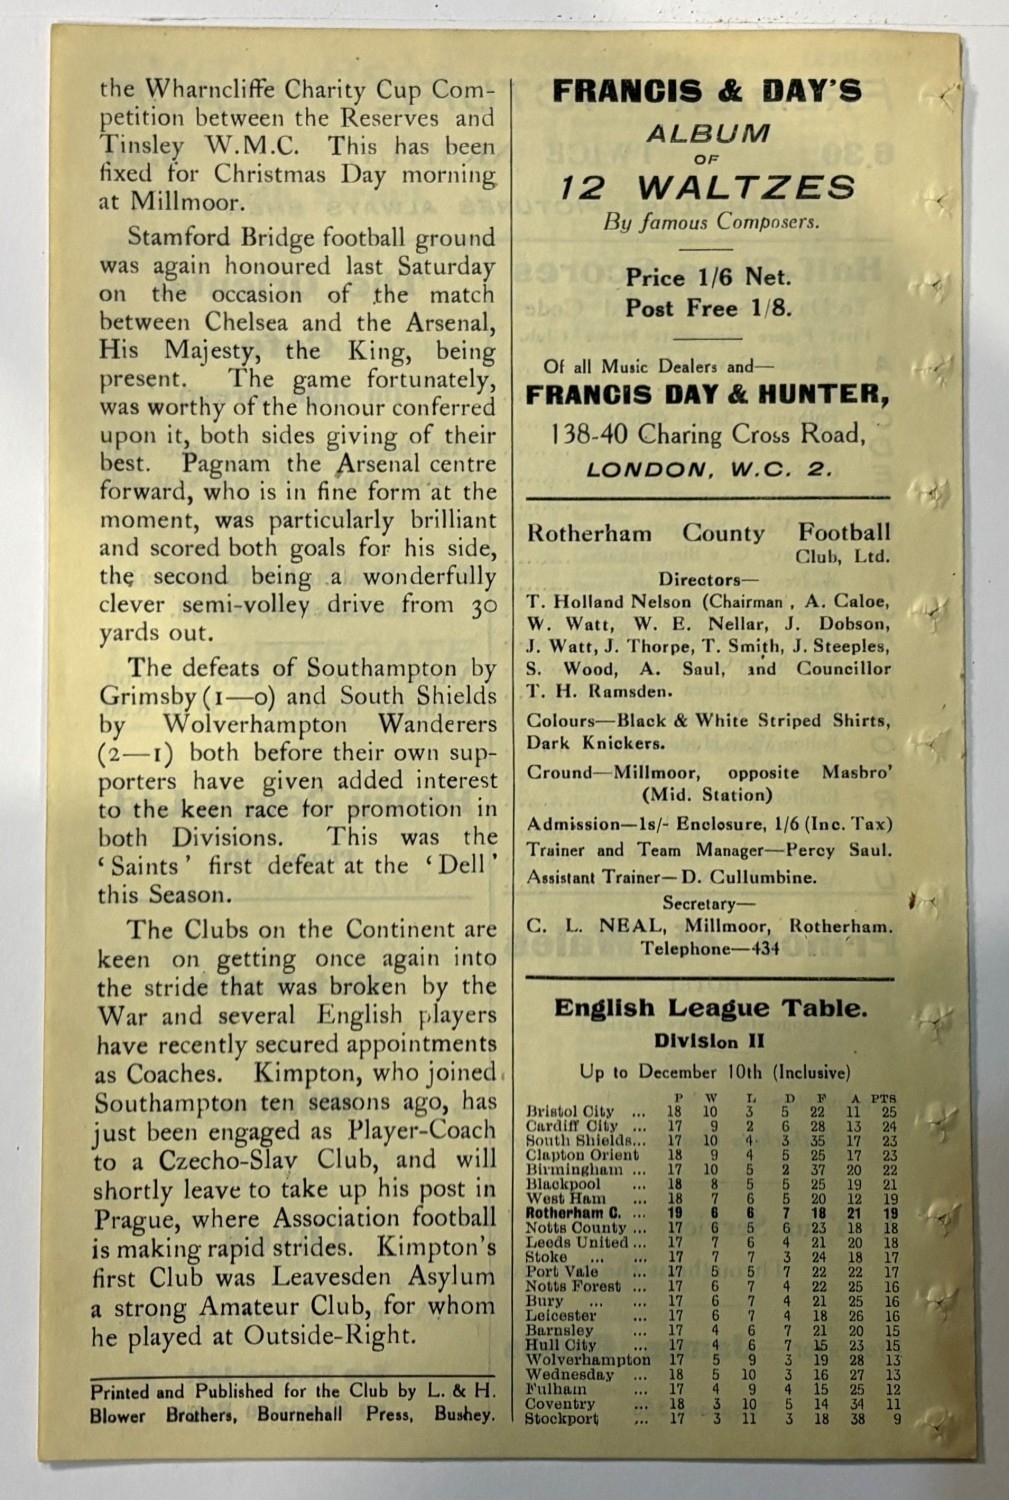 the Wharncliffe Charity Cup Com-
petition between the Reserves and
Tinsley W.M.C. This has been
fixed for Christmas Day morning
at Millmoor.
Stamford Bridge football ground
was again honoured last Saturday
on the occasion of the match
between Chelsea and the Arsenal,
His Majesty, the King, being
present. The game fortunately,
was worthy of the honour conferred
upon it, both sides giving of their
best. Pagnam the Arsenal centre
forward, who is in fine form at the
moment, was particularly brilliant
and scored both goals for his side,
the second being a wonderfully
clever semi-volley drive from 30
yards out.
The defeats of Southampton by
Grimsby (1—0) and South Shields
by Wolverhampton Wanderers
(2—1) both before their own sup-
porters have given added interest
to the keen race for promotion in
both Divisions. This was the
‘Saints’ first defeat at the ‘Dell’
this Season.
The Clubs on the Continent are
keen on getting once again into
the stride that was broken by the
War and several English players
have recently secured appointments
as Coaches. Kimpton, who joined
Southampton ten seasons ago, has
just been engaged as Player-Coach
to a Czecho-Slav Club, and will
shortly leave to take up his post in
Prague, where Association football
is making rapid strides. Kimpton's
first Club was Leavesden Asylum
a strong Amateur Club, for whom
he played at Outside-Right.
Printed and Published for the Club by L. & H.
Blower Brothers, Bournehall Press, Bushey.
FRANCIS & DAY'S
ALBUM
OF
12 WALTZES
By famous Composers.
Price 1/6 Net.
Post Free 1/8.
Of all Music Dealers and—
FRANCIS DAY & HUNTER,
138-40 Charing Cross Road,
LONDON, W.C. 2.
Rotherham County Football
Club, Ltd.
Directors—
T. Holland Nelson (Chairman , A. Caloe,
W. Watt, W. E. Nellar, J. Dobson,
J. Watt, J. Thorpe, T. Smith, J. Steeples,
S. Wood, A. Saul, and Councillor
T. H. Ramsden.
Colours—Black & White Striped Shirts,
Dark Knickers.
Ground—Millmoor, opposite Masbro'
(Mid. Station)
Admission—1s/- Enclosure, 1/6 (Inc. Tax)
Trainer and Team Manager—Percy Saul.
Assistant Trainer—D. Cullumbine.
Secretary—
C. L. NEAL, Millmoor, Rotherham.
Telephone—434
English League Table.
Division II
Up to December 10th (Inclusive)
P W L D F A PTS
Bristol City ... 18 10 3 5 22 11 25
Cardiff City ... 17 9 2 6 28 13 24
South Shields... 17 10 4 3 35 17 23
Clapton Orient 18 9 4 5 25 17 23
Birmingham ... 17 10 5 2 37 20 22
Blackpool ... 18 8 5 5 25 19 21
West Ham ... 18 7 6 5 20 12 19
Rotherham C. ... 19 6 6 7 18 21 19
Notts County ... 17 6 5 6 23 18 18
Leeds United ... 17 7 6 4 21 20 18
Stoke ... ... 17 7 7 3 24 18 17
Port Vale ... 17 5 5 7 22 22 17
Notts Forest ... 17 6 7 4 22 25 16
Bury ... ... 17 6 7 4 21 25 16
Leicester ... 17 6 7 4 18 26 16
Barnsley ... 17 4 6 7 21 20 15
Hull City ... 17 4 6 7 15 23 15
Wolverhampton 17 5 9 3 19 28 13
Wednesday ... 18 5 10 3 16 27 13
Fulham ... 17 4 9 4 15 25 12
Coventry ... 18 3 10 5 14 34 11
Stockport ... 17 3 11 3 18 38 9